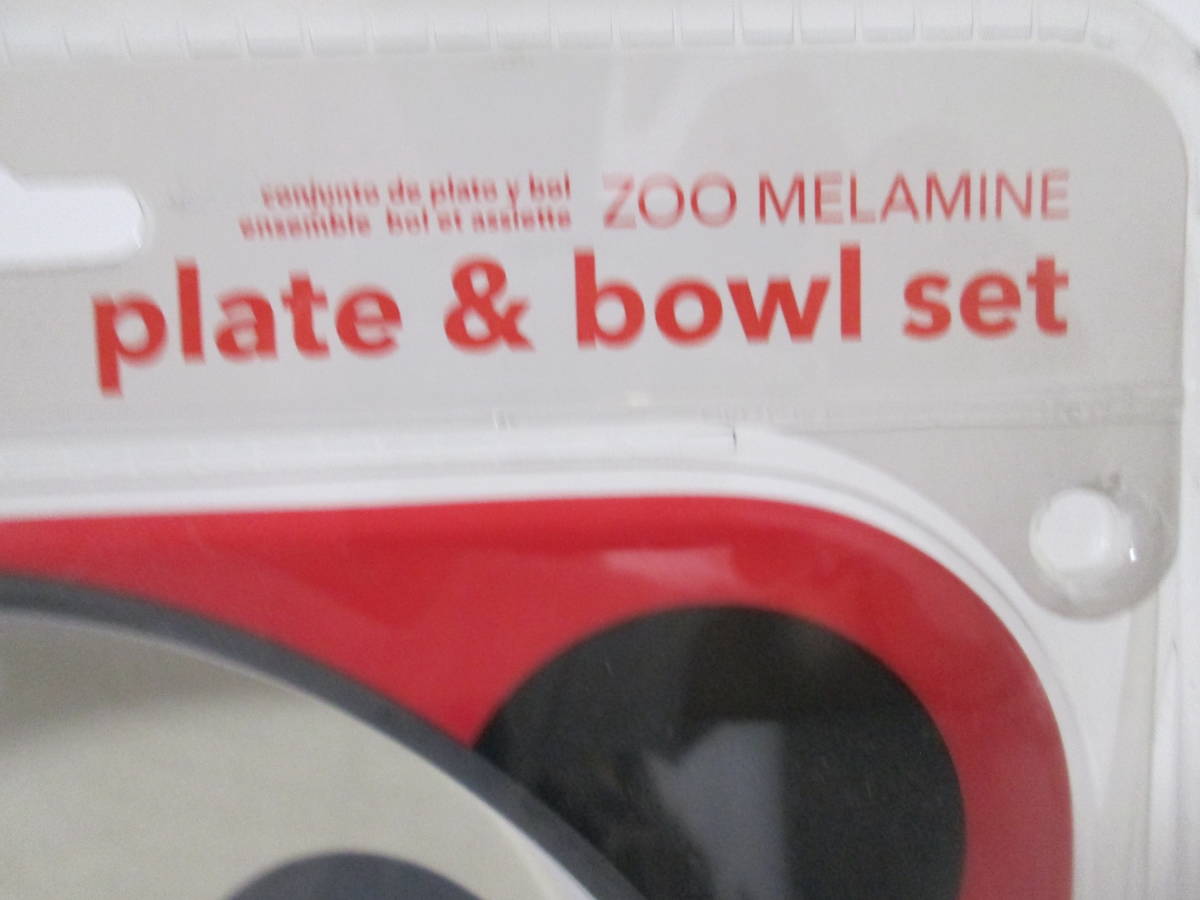 conjunto de plato y bol
ensemble bol et assiette
ZOO MELAMINE
plate & bowl set